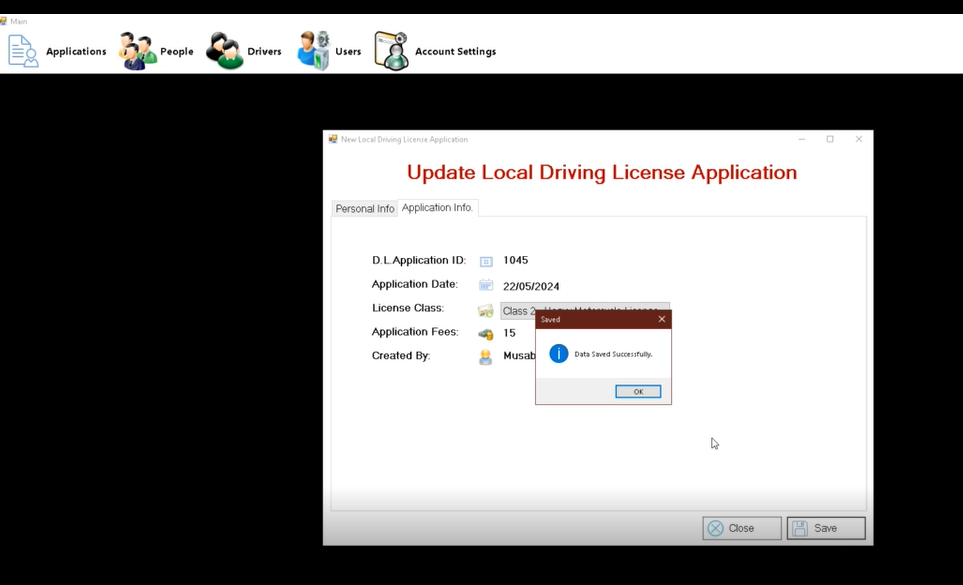 Main
Applications
People
Drivers
Users
Account Settings
New Local Driving License Application
Update Local Driving License Application
Personal Info
Application Info.
D.L.Application ID: 1045
Application Date: 22/05/2024
License Class: Class 2
Application Fees: 15
Created By: Musab
Saved
Data Saved Successfully.
OK
Close
Save